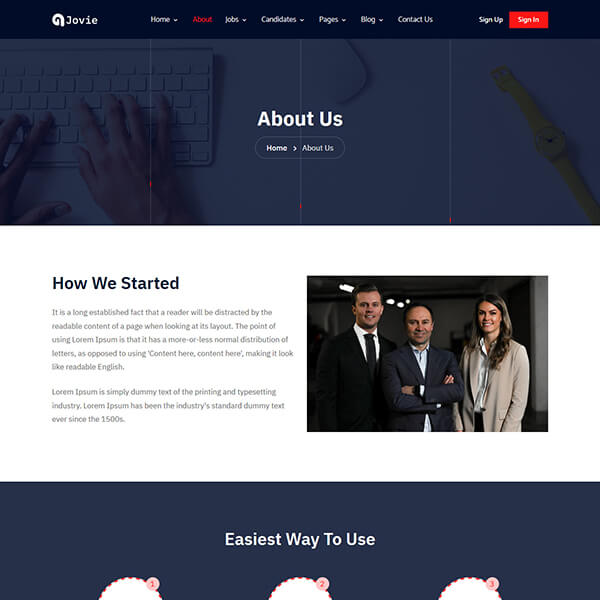 Jovie
Home About Jobs Candidates Pages Blog Contact Us Sign Up Sign In
About Us
Home > About Us
How We Started
It is a long established fact that a reader will be distracted by the
readable content of a page when looking at its layout. The point of
using Lorem Ipsum is that it has a more-or-less normal distribution of
letters, as opposed to using 'Content here, content here', making it look
like readable English.
Lorem Ipsum is simply dummy text of the printing and typesetting
industry. Lorem Ipsum has been the industry's standard dummy text
ever since the 1500s.
Easiest Way To Use
1 2 3